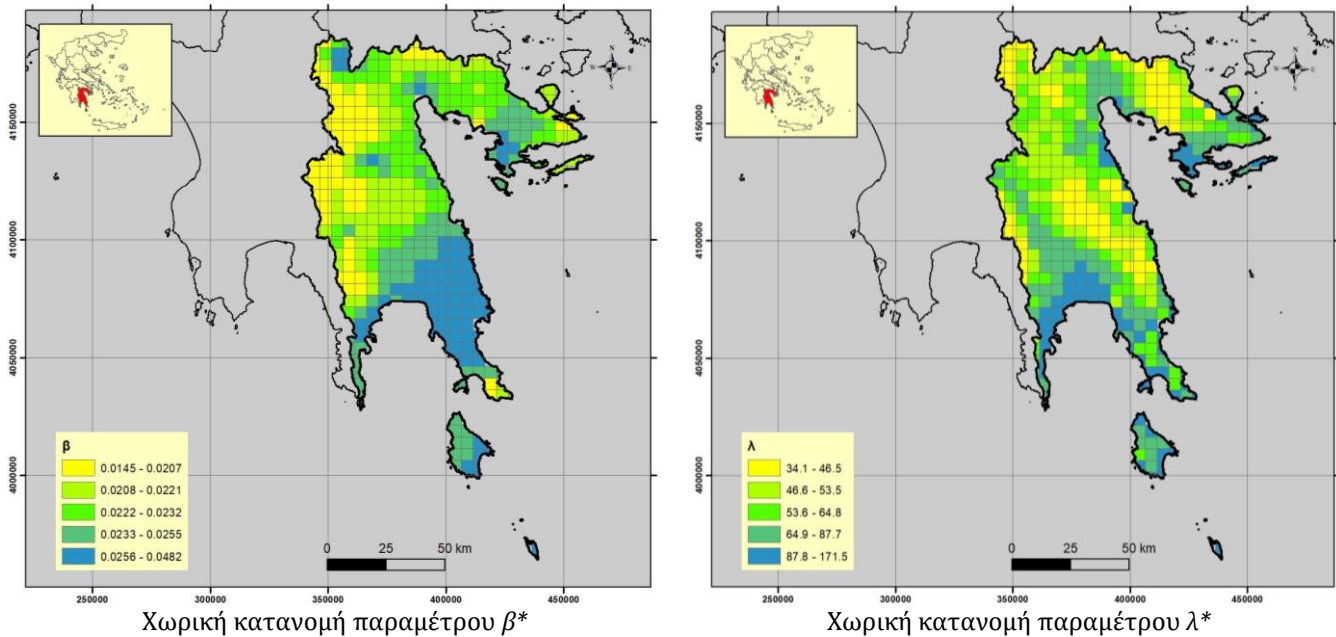 N
W
E
S
4150000
4100000
4050000
4000000
β
0.0145 - 0.0207
0.0208 - 0.0221
0.0222 - 0.0232
0.0233 - 0.0255
0.0256 - 0.0482
0 25 50 km
250000 300000 350000 400000 450000
Χωρική κατανομή παραμέτρου β*
N
W
E
S
4150000
4100000
4050000
4000000
λ
34.1 - 46.5
46.6 - 53.5
53.6 - 64.8
64.9 - 87.7
87.8 - 171.5
0 25 50 km
250000 300000 350000 400000 450000
Χωρική κατανομή παραμέτρου λ*